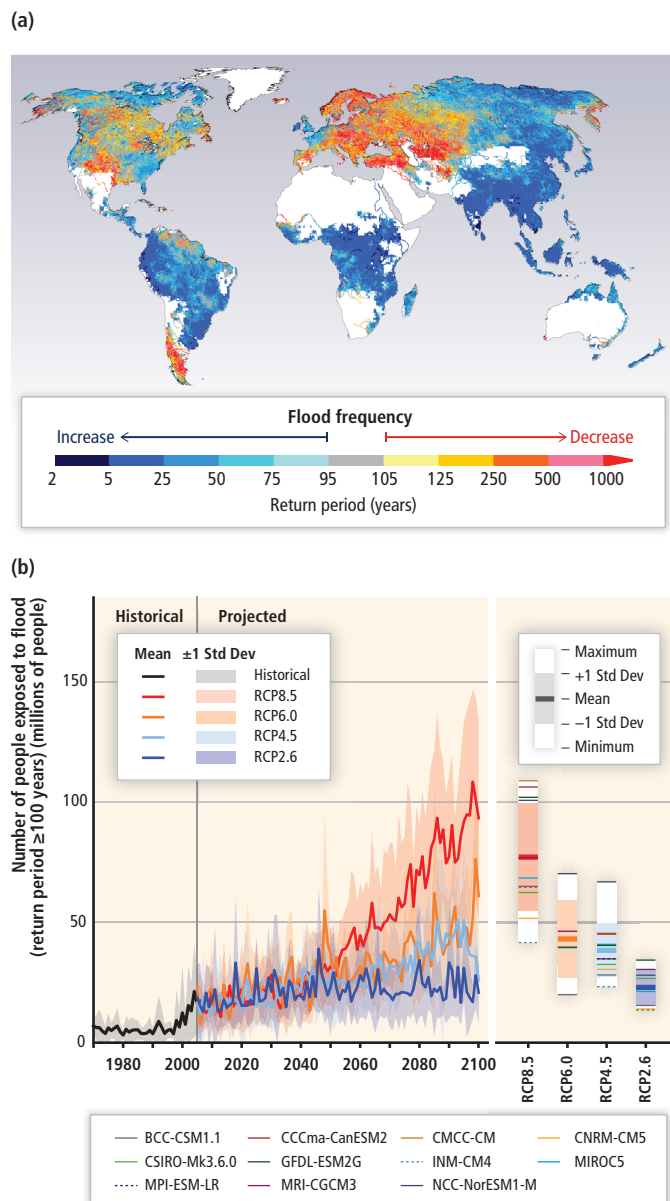 (a)
Flood frequency
Increase
Decrease
2 5 25 50 75 95 105 125 250 500 1000
Return period (years)
(b)
Number of people exposed to flood
(return period ≥100 years) (millions of people)
Historical Projected
Mean ±1 Std Dev
Historical
RCP8.5
RCP6.0
RCP4.5
RCP2.6
150
100
50
0
1980 2000 2020 2040 2060 2080 2100
Maximum
+1 Std Dev
Mean
−1 Std Dev
Minimum
RCP8.5
RCP6.0
RCP4.5
RCP2.6
BCC-CSM1.1 CCCma-CanESM2 CMCC-CM CNRM-CM5
CSIRO-Mk3.6.0 GFDL-ESM2G INM-CM4 MIROC5
MPI-ESM-LR MRI-CGCM3 NCC-NorESM1-M